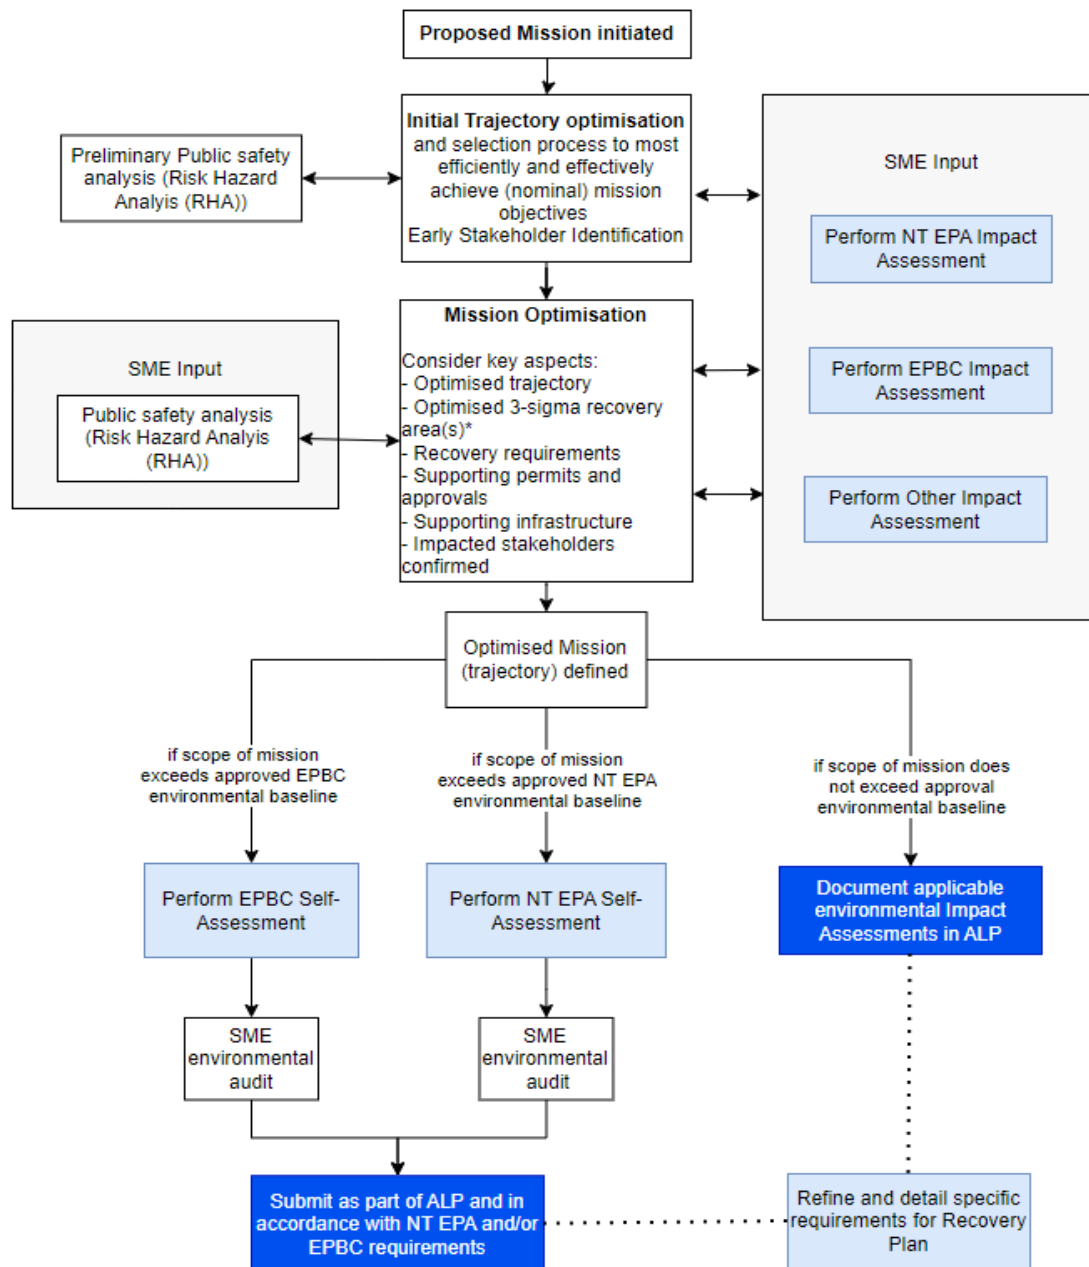 Proposed Mission initiated
Initial Trajectory optimisation
and selection process to most
efficiently and effectively
achieve (nominal) mission
objectives
Early Stakeholder Identification
Preliminary Public safety
analysis (Risk Hazard
Analyis (RHA))
SME Input
Perform NT EPA Impact
Assessment
Perform EPBC Impact
Assessment
Perform Other Impact
Assessment
Mission Optimisation
Consider key aspects:
- Optimised trajectory
- Optimised 3-sigma recovery
area(s)*
- Recovery requirements
- Supporting permits and
approvals
- Supporting infrastructure
- Impacted stakeholders
confirmed
SME Input
Public safety analysis
(Risk Hazard Analyis
(RHA))
Optimised Mission
(trajectory) defined
if scope of mission
exceeds approved EPBC
environmental baseline
if scope of mission
exceeds approved NT EPA
environmental baseline
if scope of mission does
not exceed approval
environmental baseline
Perform EPBC Self-
Assessment
Perform NT EPA Self-
Assessment
Document applicable
environmental Impact
Assessments in ALP
SME
environmental
audit
SME
environmental
audit
Submit as part of ALP and in
accordance with NT EPA and/or
EPBC requirements
Refine and detail specific
requirements for Recovery
Plan